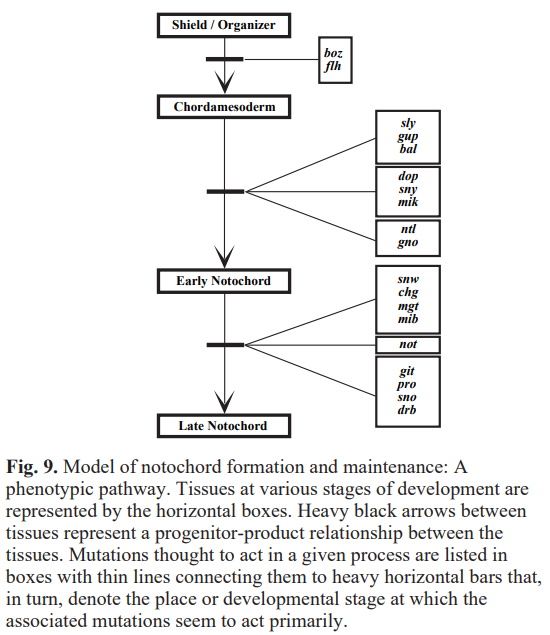 Shield / Organizer
boz
flh
Chordamesoderm
sly
gup
bal
dop
sny
mik
ntl
gno
Early Notochord
snw
chg
mgt
mib
not
git
pro
sno
drb
Late Notochord
Fig. 9. Model of notochord formation and maintenance: A
phenotypic pathway. Tissues at various stages of development are
represented by the horizontal boxes. Heavy black arrows between
tissues represent a progenitor-product relationship between the
tissues. Mutations thought to act in a given process are listed in
boxes with thin lines connecting them to heavy horizontal bars that,
in turn, denote the place or developmental stage at which the
associated mutations seem to act primarily.